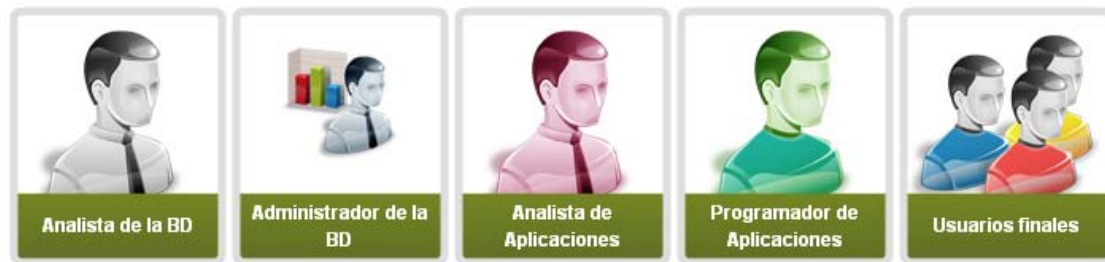 Analista de la BD
Administrador de la
BD
Analista de
Aplicaciones
Programador de
Aplicaciones
Usuarios finales